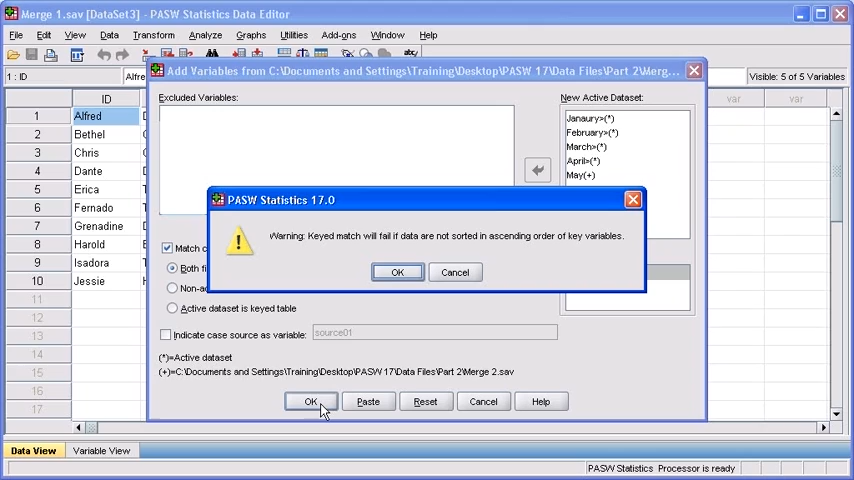 Merge 1.sav [DataSet3] - PASW Statistics Data Editor
File Edit View Data Transform Analyze Graphs Utilities Add-ons Window Help
1 : ID
Alfre
Visible: 5 of 5 Variables
ID
var
var
1 Alfred
2 Bethel
3 Chris
4 Dante
5 Erica
6 Fernado
7 Grenadine
8 Harold
9 Isadora
10 Jessie
11
12
13
14
15
16
17
Add Variables from C:\Documents and Settings\Training\Desktop\PASW 17\Data Files\Part 2\Merg...
Excluded Variables:
New Active Dataset:
Janaury>(*)
February>(*)
March>(*)
April>(*)
May(+)
PASW Statistics 17.0
Warning: Keyed match will fail if data are not sorted in ascending order of key variables.
OK Cancel
Match c
Both fi
Non-a
Active dataset is keyed table
Indicate case source as variable: source01
(*)=Active dataset
(+)=C:\Documents and Settings\Training\Desktop\PASW 17\Data Files\Part 2\Merge 2.sav
OK Paste Reset Cancel Help
Data View Variable View
PASW Statistics Processor is ready